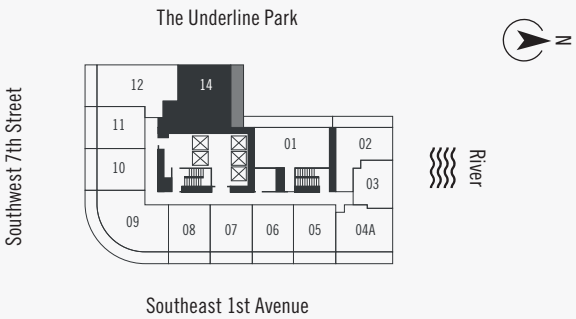 The Underline Park
N
Southwest 7th Street
12
14
11
01
02
10
03
River
09
08
07
06
05
04A
Southeast 1st Avenue